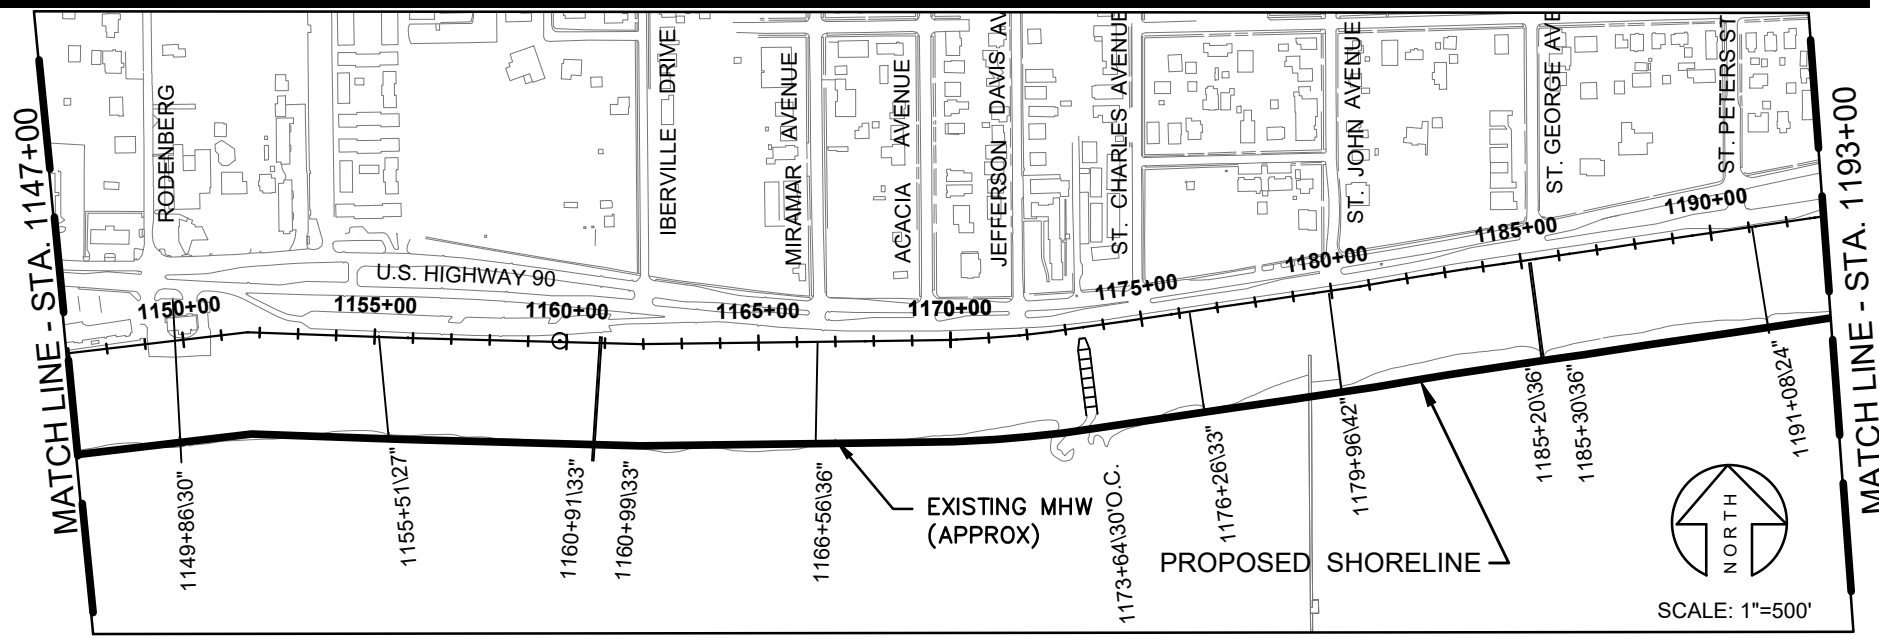 MATCH LINE - STA. 1147+00
RODENBERG
IBERVILLE DRIVE
MIRAMAR AVENUE
ACACIA AVENUE
JEFFERSON DAVIS AV
ST. CHARLES AVENUE
ST. JOHN AVENUE
ST. GEORGE AVE
ST. PETERS ST
MATCH LINE - STA. 1193+00
U.S. HIGHWAY 90
1150+00
1155+00
1160+00
1165+00
1170+00
1175+00
1180+00
1185+00
1190+00
1149+86\30"
1155+51\27"
1160+91\33"
1160+99\33"
1166+56\36"
1173+64\30'O.C.
1176+26\33"
1179+96\42"
1185+20\36"
1185+30\36"
1191+08\24"
EXISTING MHW
(APPROX)
PROPOSED SHORELINE
NORTH
SCALE: 1"=500'